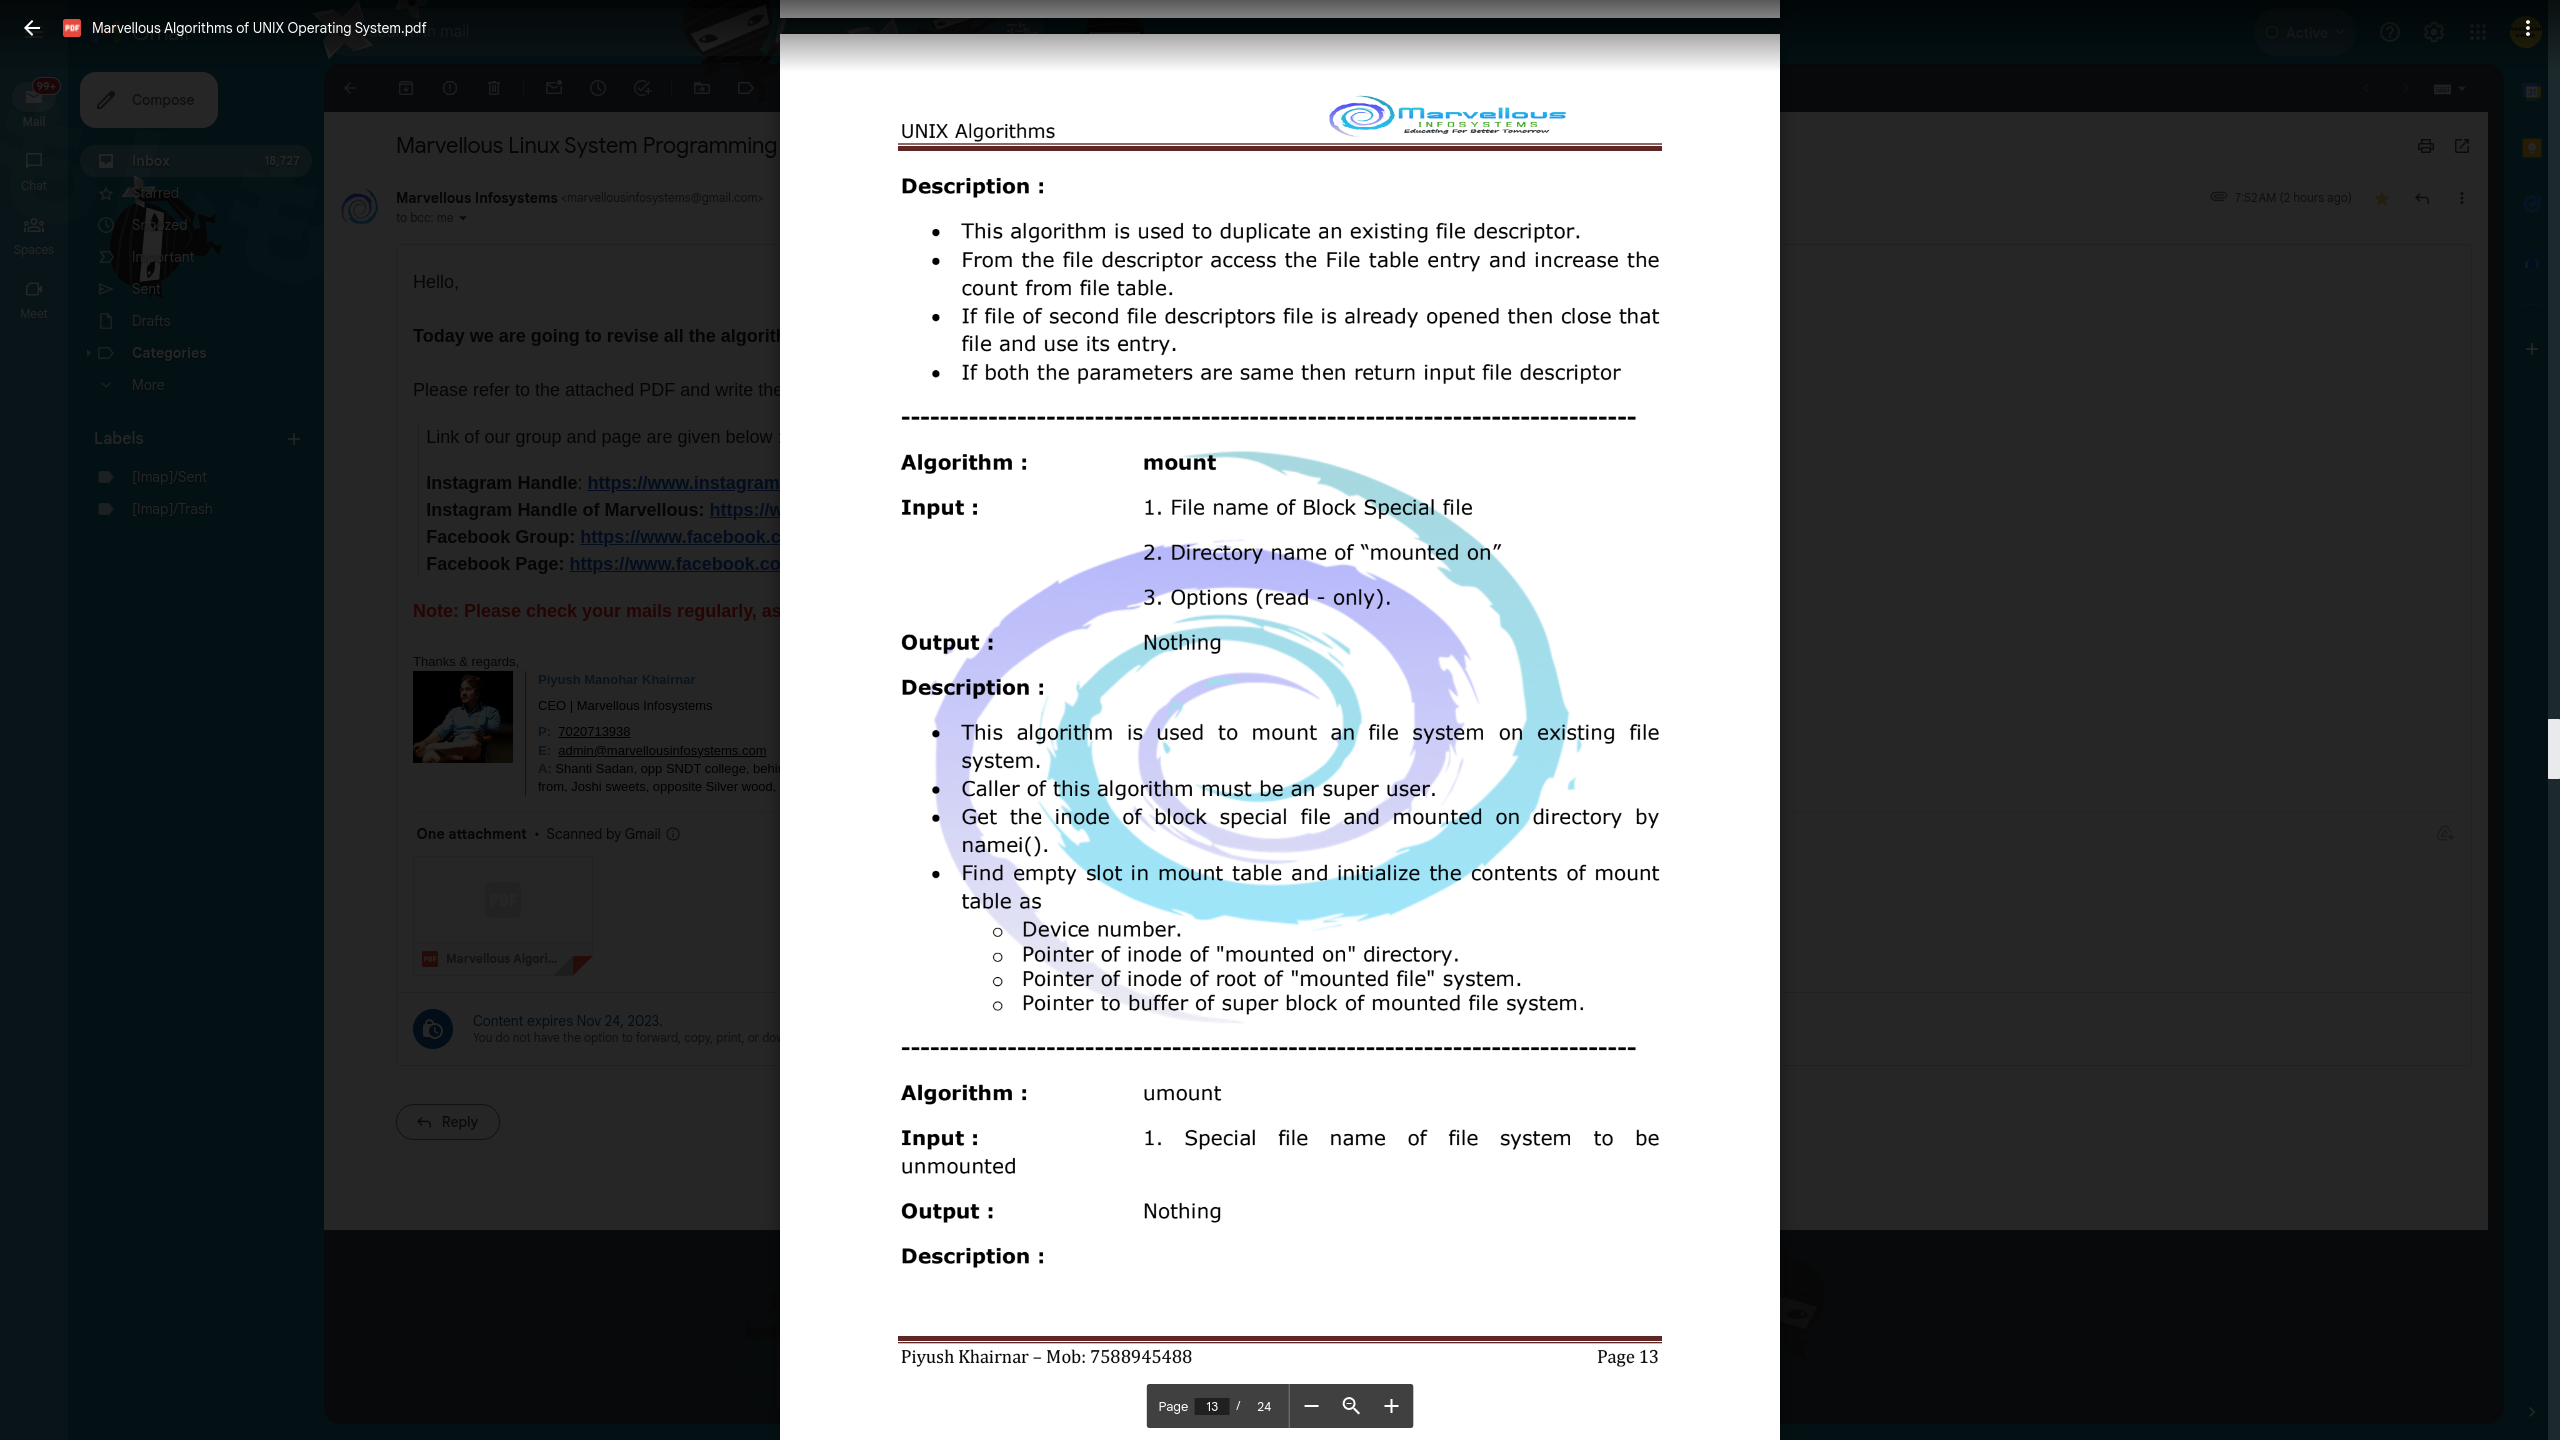 Marvellous Algorithms of UNIX Operating System.pdf
in mail
Active
99+
Mail
Chat
Spaces
Meet
Compose
Inbox 18,727
Starred
Snoozed
Important
Sent
Drafts
Categories
More
Labels
[Imap]/Sent
[Imap]/Trash
Marvellous Linux System Programming
Marvellous Infosystems <marvellousinfosystems@gmail.com>
to bcc: me
7:52 AM (2 hours ago)
Hello,
Today we are going to revise all the algorit
Please refer to the attached PDF and write the
Link of our group and page are given below :
Instagram Handle: https://www.instagram
Instagram Handle of Marvellous: https://w
Facebook Group: https://www.facebook.c
Facebook Page: https://www.facebook.co
Note: Please check your mails regularly, as
Thanks & regards,
Piyush Manohar Khairnar
CEO | Marvellous Infosystems
P: 7020713938
E: admin@marvellousinfosystems.com
A: Shanti Sadan, opp SNDT college, behi
from, Joshi sweets, opposite Silver wood,
One attachment • Scanned by Gmail
PDF
Marvellous Algori...
Content expires Nov 24, 2023.
You do not have the option to forward, copy, print, or dow
Reply
UNIX Algorithms
Marvellous
INFOSYSTEMS
Educating For Better Tomorrow
Description :
• This algorithm is used to duplicate an existing file descriptor.
• From the file descriptor access the File table entry and increase the
count from file table.
• If file of second file descriptors file is already opened then close that
file and use its entry.
• If both the parameters are same then return input file descriptor
----------------------------------------------------------------------------
Algorithm : mount
Input : 1. File name of Block Special file
2. Directory name of “mounted on”
3. Options (read - only).
Output : Nothing
Description :
• This algorithm is used to mount an file system on existing file
system.
• Caller of this algorithm must be an super user.
• Get the inode of block special file and mounted on directory by
namei().
• Find empty slot in mount table and initialize the contents of mount
table as
o Device number.
o Pointer of inode of "mounted on" directory.
o Pointer of inode of root of "mounted file" system.
o Pointer to buffer of super block of mounted file system.
----------------------------------------------------------------------------
Algorithm : umount
Input : 1. Special file name of file system to be
unmounted
Output : Nothing
Description :
Piyush Khairnar – Mob: 7588945488 Page 13
Page 13 / 24